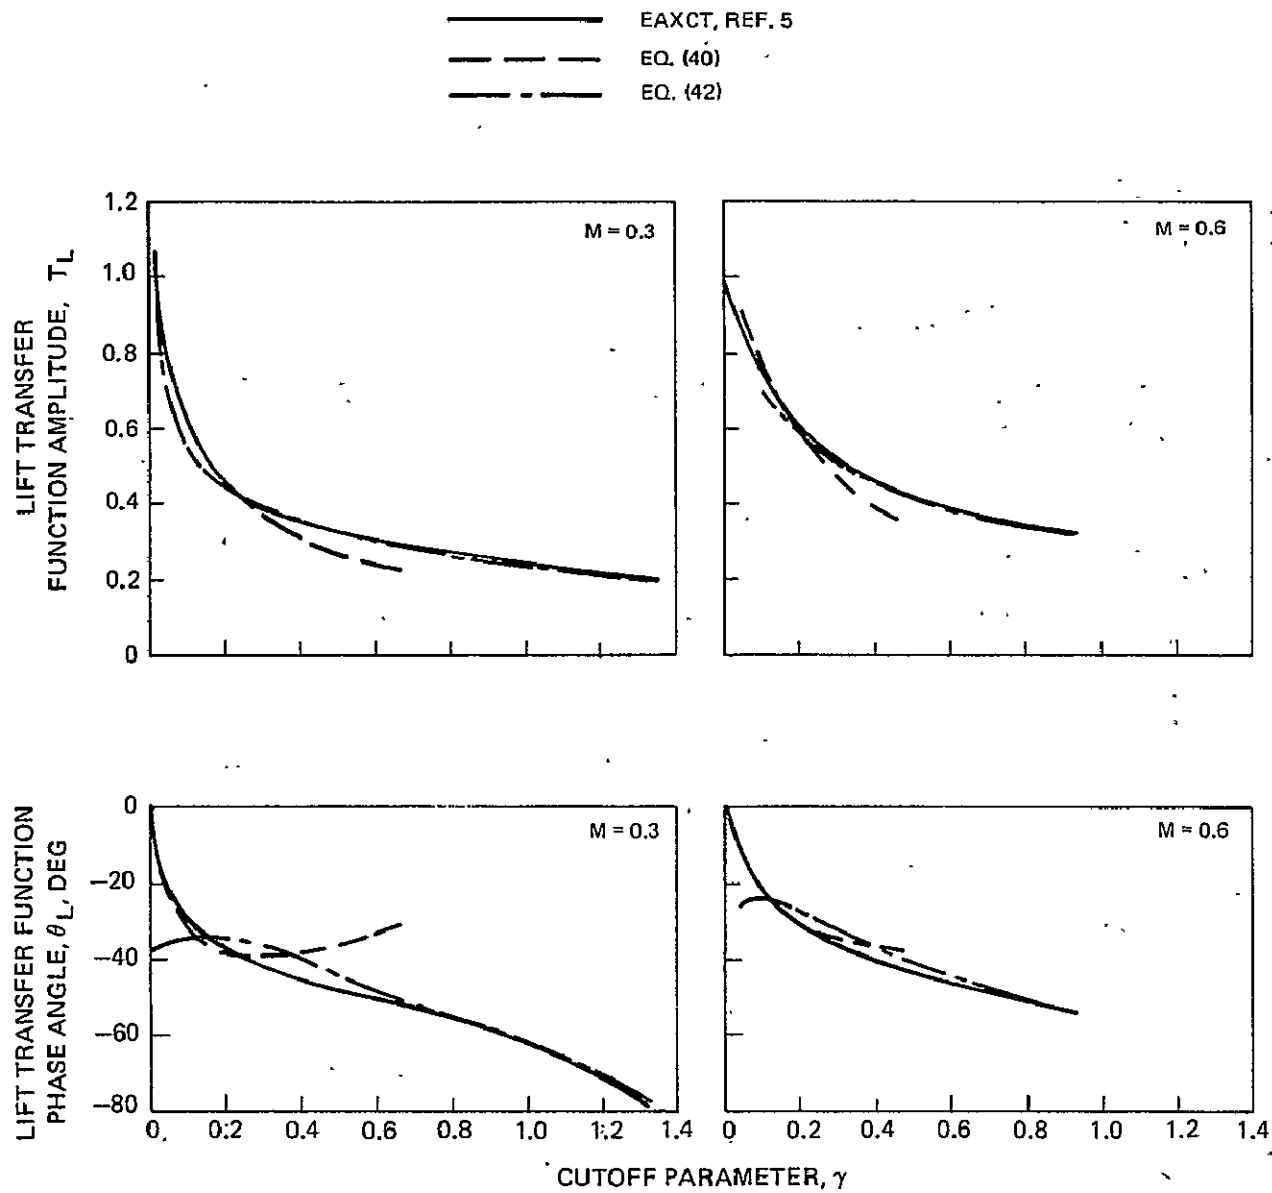 EAXCT, REF. 5
EQ. (40)
EQ. (42)
LIFT TRANSFER
FUNCTION AMPLITUDE, T_L
1.2
1.0
0.8
0.6
0.4
0.2
0
M = 0.3
M = 0.6
LIFT TRANSFER FUNCTION
PHASE ANGLE, θ_L, DEG
0
−20
−40
−60
−80
M = 0.3
M = 0.6
0 0.2 0.4 0.6 0.8 1.0 1.2 1.4
0 0.2 0.4 0.6 0.8 1.0 1.2 1.4
CUTOFF PARAMETER, γ